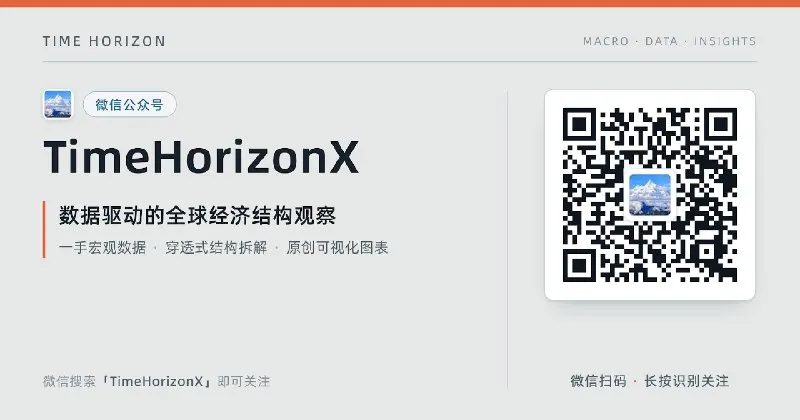 TIME HORIZON
MACRO · DATA · INSIGHTS
微信公众号
TimeHorizonX
数据驱动的全球经济结构观察
一手宏观数据 · 穿透式结构拆解 · 原创可视化图表
微信搜索「TimeHorizonX」即可关注
微信扫码 · 长按识别关注